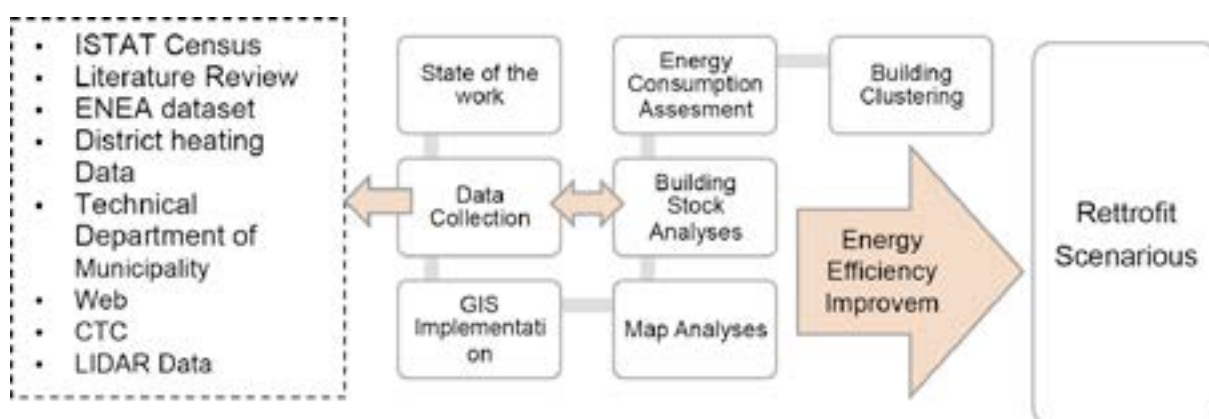 • ISTAT Census
• Literature Review
• ENEA dataset
• District heating
Data
• Technical
Department of
Municipality
• Web
• CTC
• LIDAR Data
State of the
work
Data
Collection
GIS
Implementati
on
Energy
Consumption
Assesment
Building
Stock
Analyses
Map Analyses
Building
Clustering
Energy
Efficiency
Improvem
Rettrofit
Scenarious